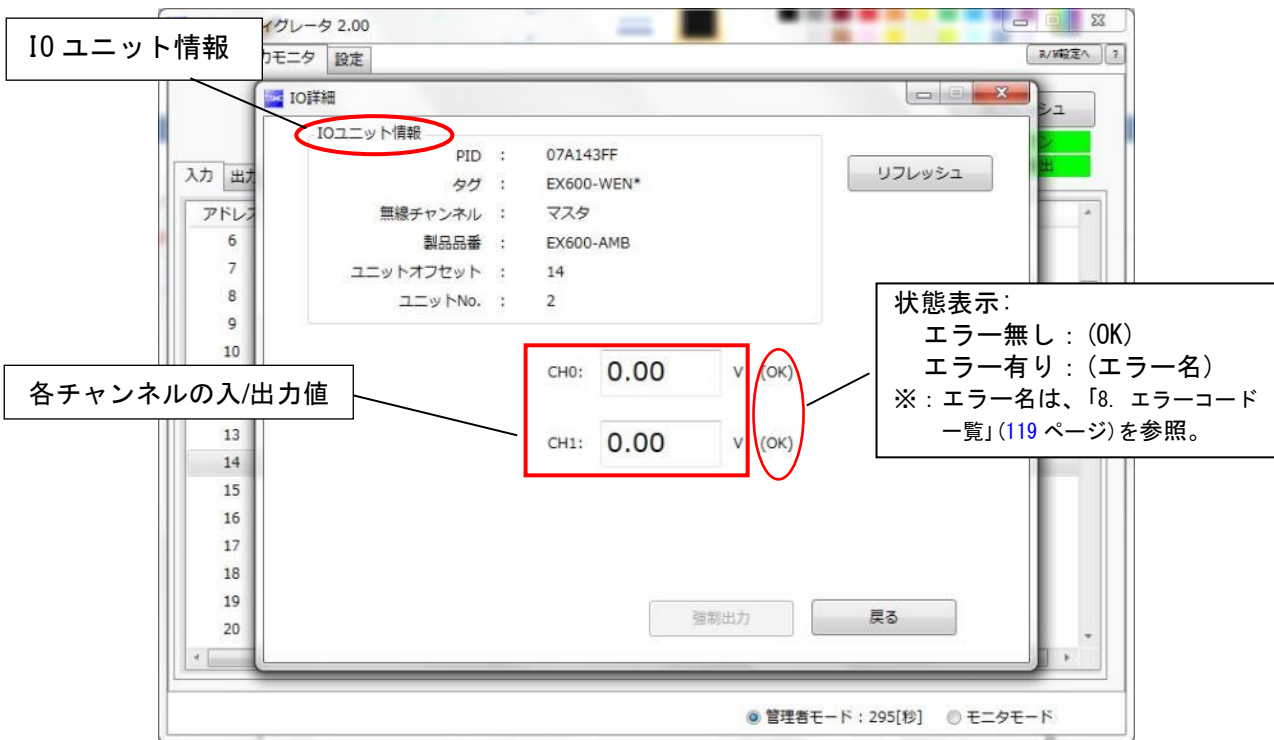 イグレータ 2.00
IO ユニット情報
力モニタ 設定
R/W設定へ ?
IO詳細
シュ
ン
出
IOユニット情報
PID : 07A143FF
タグ : EX600-WEN*
無線チャンネル : マスタ
製品品番 : EX600-AMB
ユニットオフセット : 14
ユニットNo. : 2
リフレッシュ
入力 出力
アドレス
6
7
8
9
10
13
14
15
16
17
18
19
20
各チャンネルの入/出力値
CH0: 0.00 V (OK)
CH1: 0.00 V (OK)
状態表示:
エラー無し:(OK)
エラー有り:(エラー名)
※:エラー名は、「8. エラーコード
一覧」(119 ページ)を参照。
強制出力 戻る
管理者モード:295[秒] モニタモード